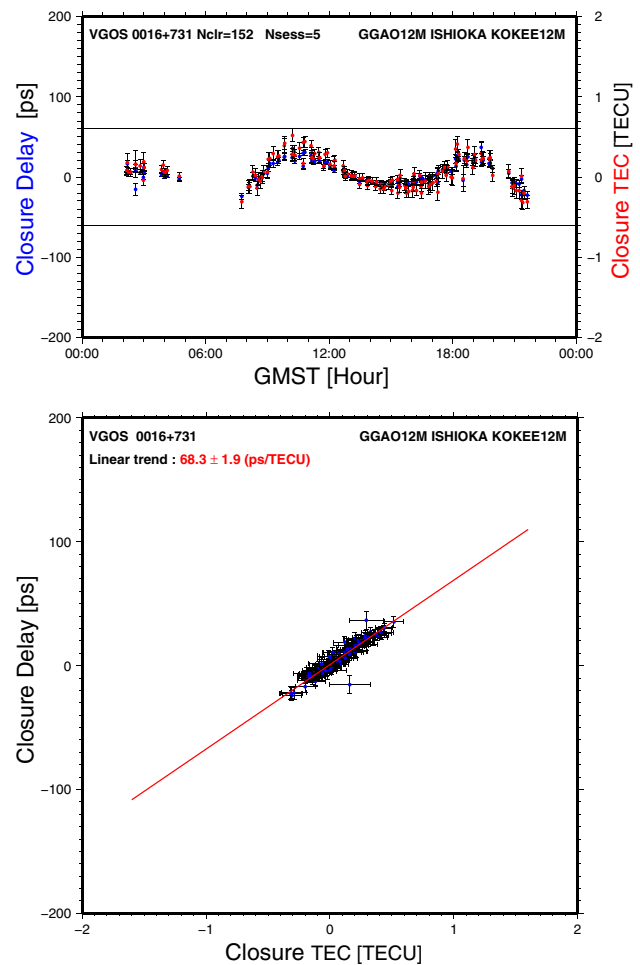 VGOS 0016+731 Nclr=152 Nsess=5 GGAO12M ISHIOKA KOKEE12M
200
100
0
−100
−200
Closure Delay [ps]
2
1
0
−1
−2
Closure TEC [TECU]
00:00 06:00 12:00 18:00 00:00
GMST [Hour]
VGOS 0016+731 GGAO12M ISHIOKA KOKEE12M
Linear trend : 68.3 ± 1.9 (ps/TECU)
200
100
0
−100
−200
Closure Delay [ps]
−2 −1 0 1 2
Closure TEC [TECU]